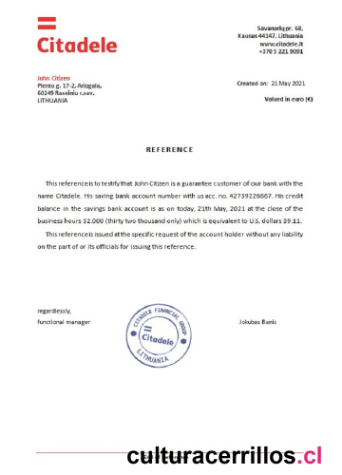 Citadele
Savanorių pr. 68,
Kaunas 44147, Lithuania
www.citadele.lt
+370 5 221 9091
John Citizen
Pieno g. 17-2, Ariogala,
60249 Raseinių r.sav.
LITHUANIA
Created on: 21 May 2021
Valued in euro (€)
REFERENCE
This reference is to testify that John Citizen is a guarantee customer of our bank with the
name Citadele. His saving bank account number with us acc. no. 42739226667. His credit
balance in the savings bank account is as on today, 21th May, 2021 at the close of the
business hours 32.000 (thirty two thousand only) which is equivalent to U.S. dollars 39.11.
This reference is issued at the specific request of the account holder without any liability
on the part of or its officials for issuing this reference.
regardlessly,
functional manager
CITADELE FINANCIAL GROUP
Citadele
LITHUANIA
Jokubas Banis
culturacerrillos.cl